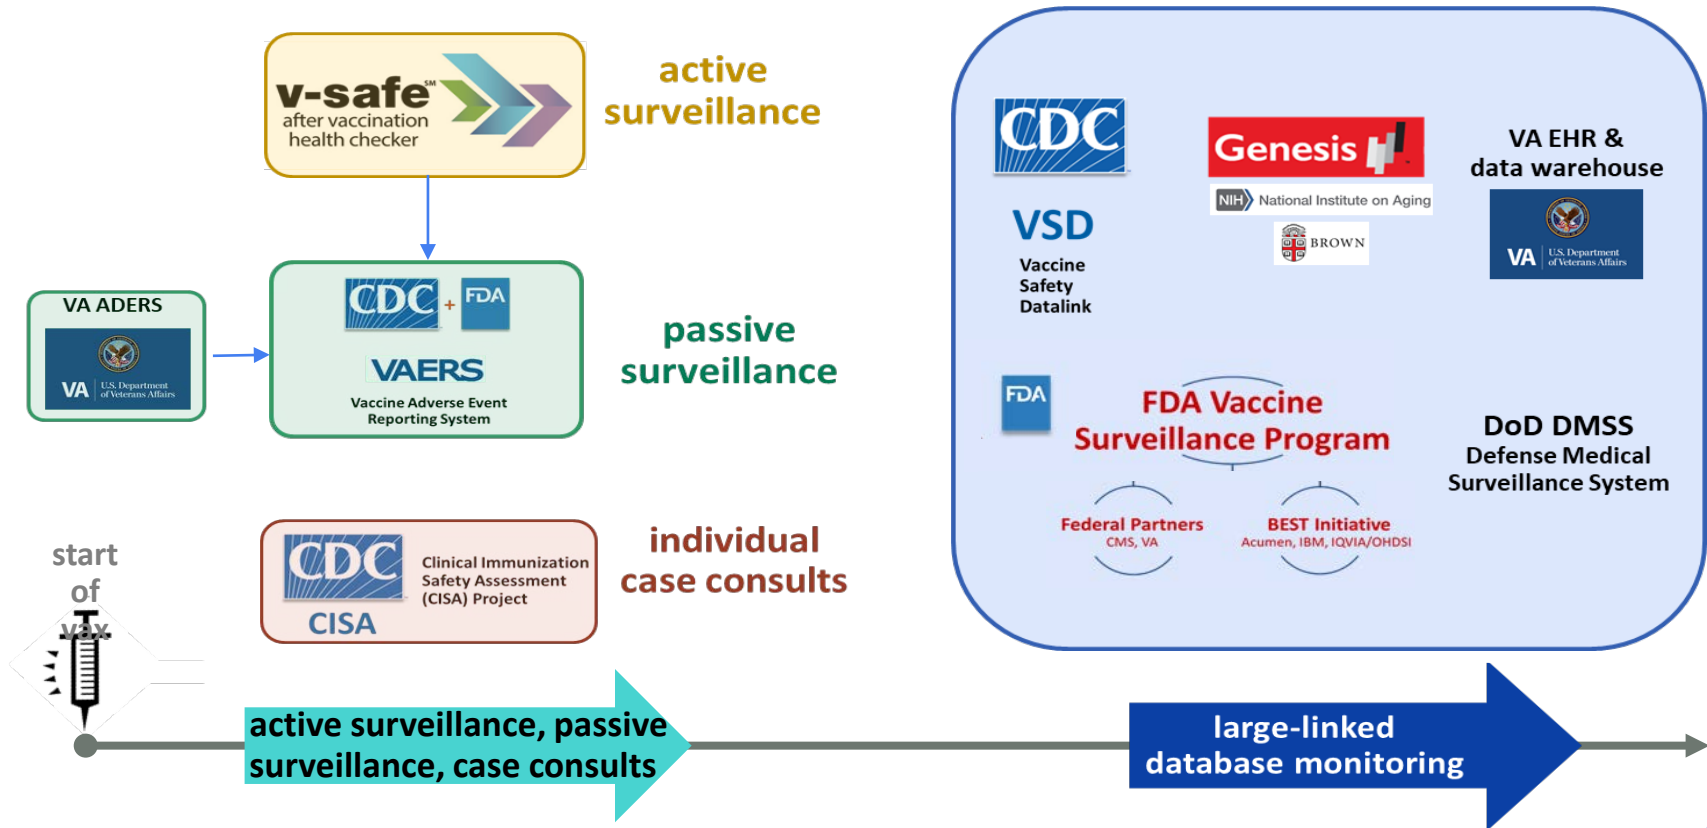 v-safe℠
after vaccination
health checker
active
surveillance
CDC + FDA
VAERS
Vaccine Adverse Event
Reporting System
passive
surveillance
VA ADERS
VA
U.S. Department
of Veterans Affairs
CDC
Clinical Immunization
Safety Assessment
(CISA) Project
CISA
individual
case consults
start
of
vax
active surveillance, passive
surveillance, case consults
CDC
VSD
Vaccine
Safety
Datalink
Genesis
NIH National Institute on Aging
BROWN
VA EHR &
data warehouse
VA
U.S. Department
of Veterans Affairs
FDA
FDA Vaccine
Surveillance Program
Federal Partners
CMS, VA
BEST Initiative
Acumen, IBM, IQVIA/OHDSI
DoD DMSS
Defense Medical
Surveillance System
large-linked
database monitoring